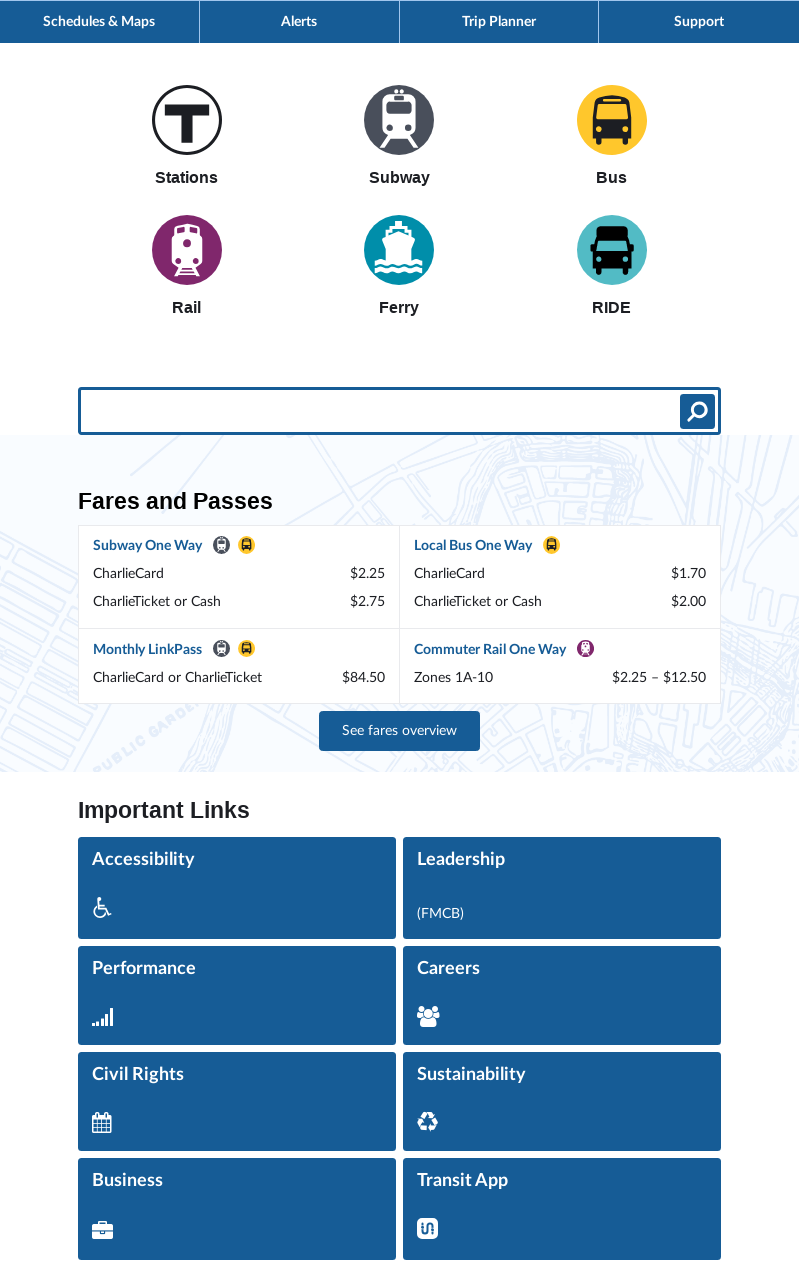 Schedules & Maps
Alerts
Trip Planner
Support
T
Stations
Subway
Bus
Rail
Ferry
RIDE
Fares and Passes
Subway One Way
CharlieCard $2.25
CharlieTicket or Cash $2.75
Local Bus One Way
CharlieCard $1.70
CharlieTicket or Cash $2.00
Monthly LinkPass
CharlieCard or CharlieTicket $84.50
Commuter Rail One Way
Zones 1A-10 $2.25 – $12.50
PUBLIC GARDEN
See fares overview
Important Links
Accessibility
Leadership
(FMCB)
Performance
Careers
Civil Rights
Sustainability
Business
Transit App